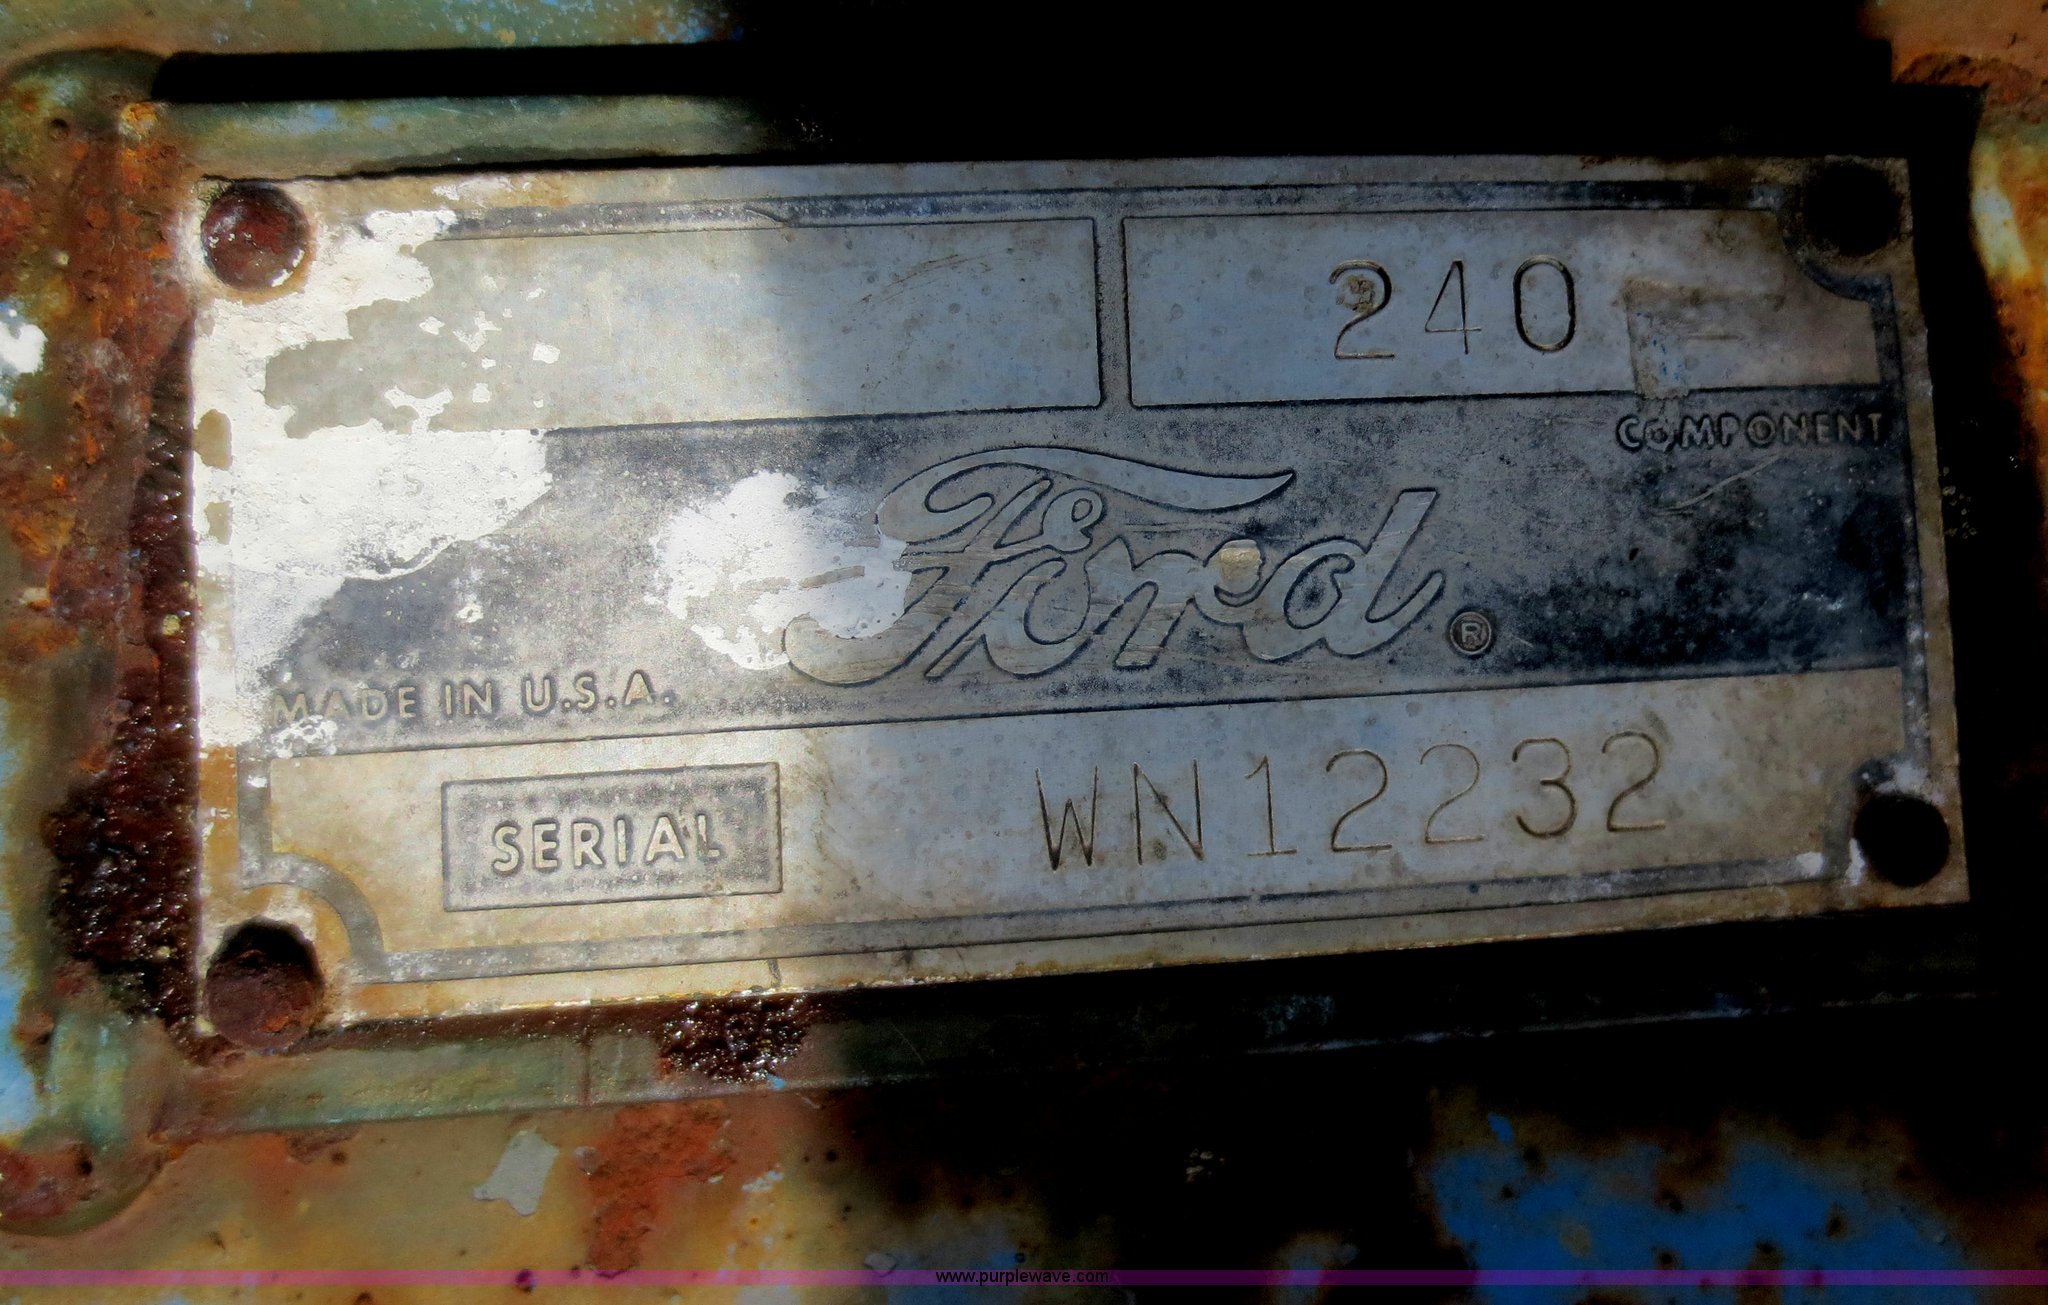 240
COMPONENT
Ford ®
MADE IN U.S.A.
SERIAL WN12232
www.purplewave.com